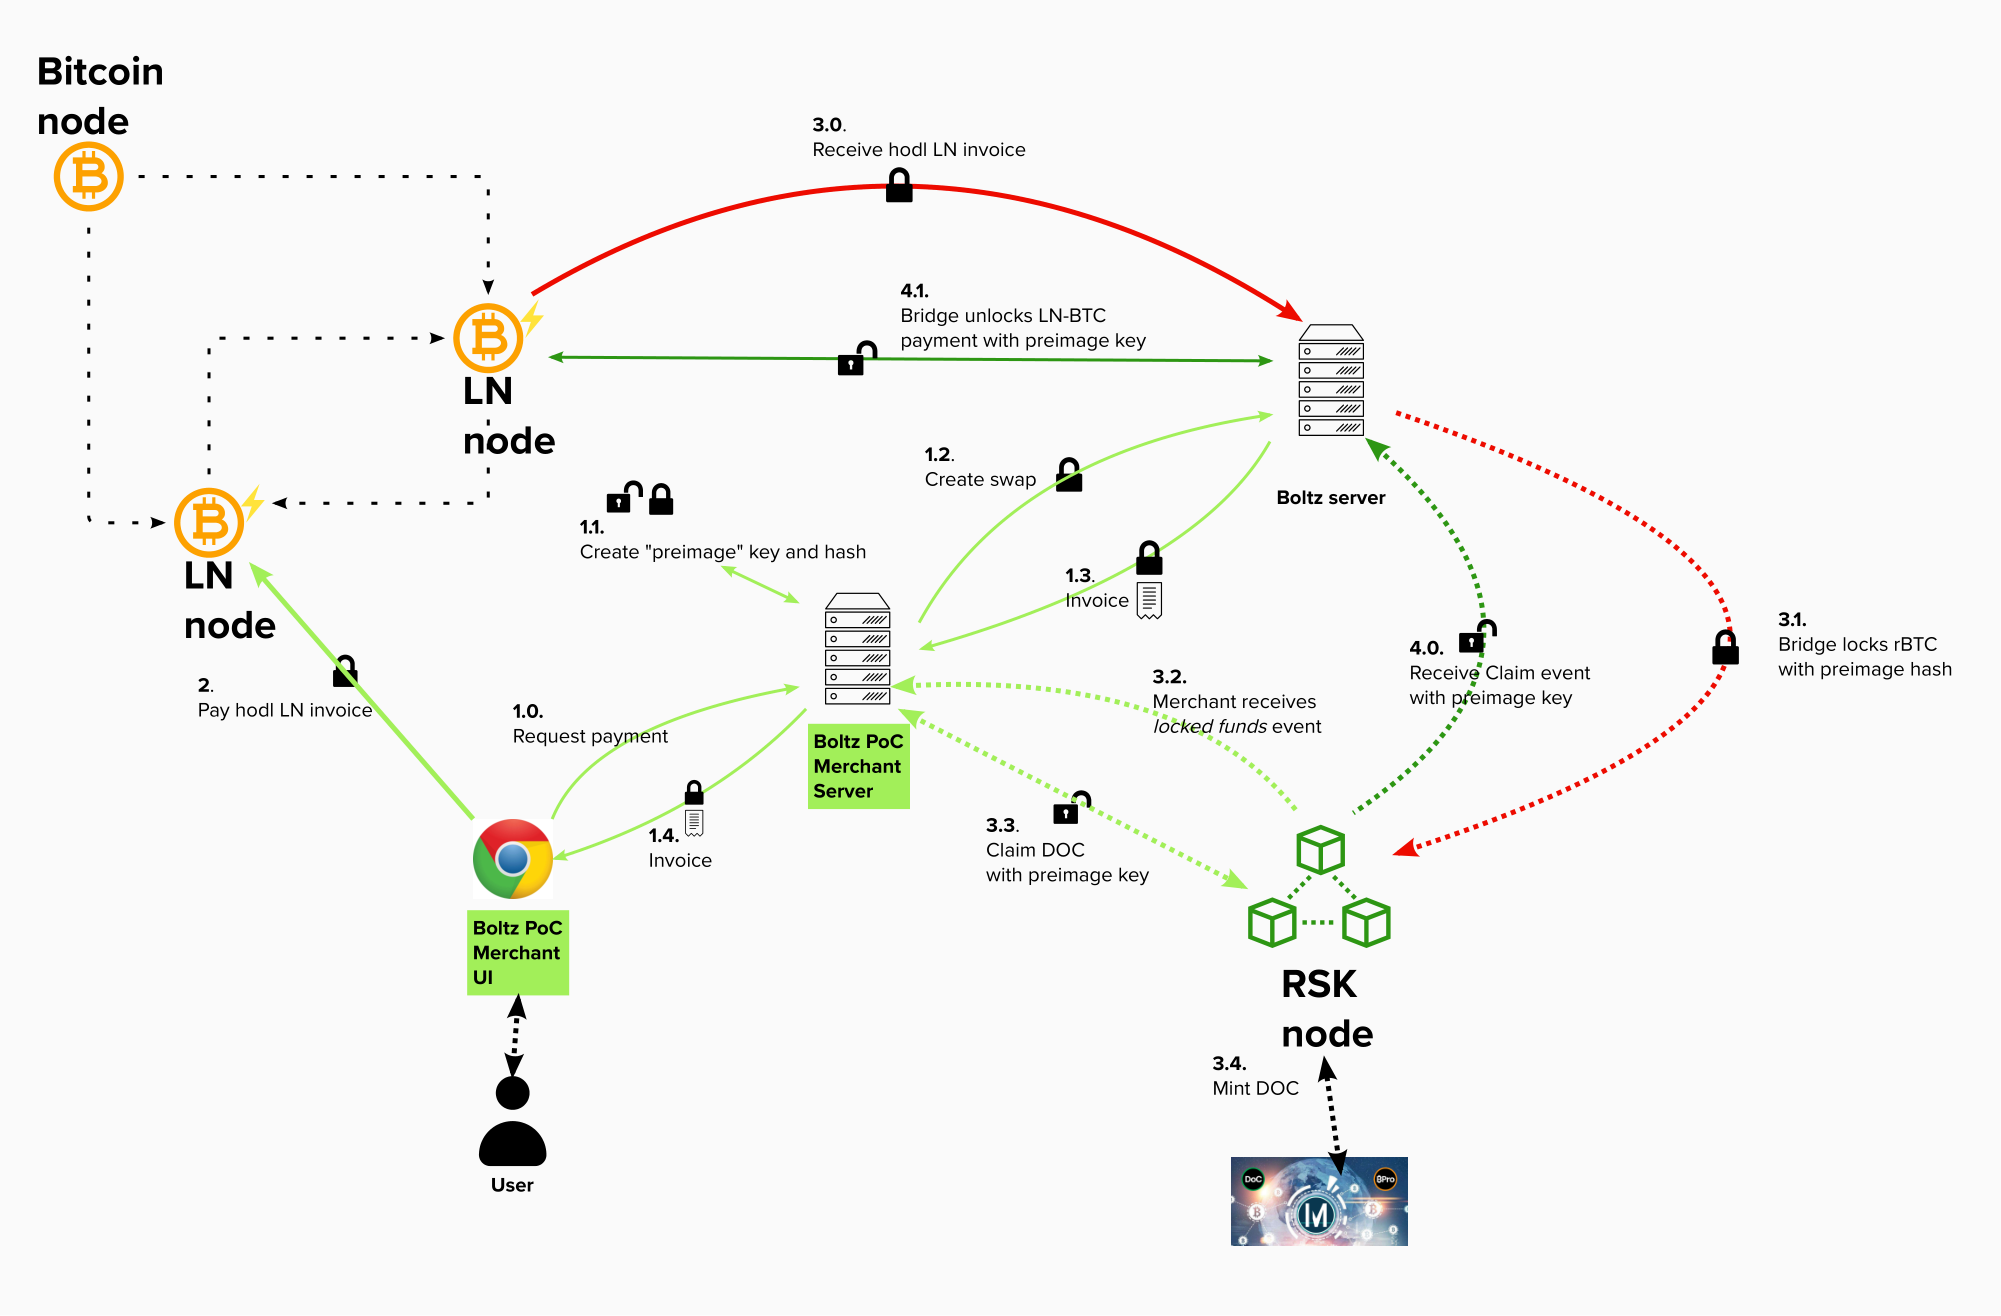 Bitcoin
node
3.0.
Receive hodl LN invoice
4.1.
Bridge unlocks LN-BTC
payment with preimage key
LN
node
1.2.
Create swap
Boltz server
1.1.
Create "preimage" key and hash
LN
node
1.3.
Invoice
3.1.
Bridge locks rBTC
with preimage hash
4.0.
Receive Claim event
with preimage key
2.
Pay hodl LN invoice
1.0.
Request payment
3.2.
Merchant receives
locked funds event
Boltz PoC
Merchant
Server
1.4.
Invoice
3.3.
Claim DOC
with preimage key
Boltz PoC
Merchant
UI
RSK
node
3.4.
Mint DOC
User
DoC
BPro
M